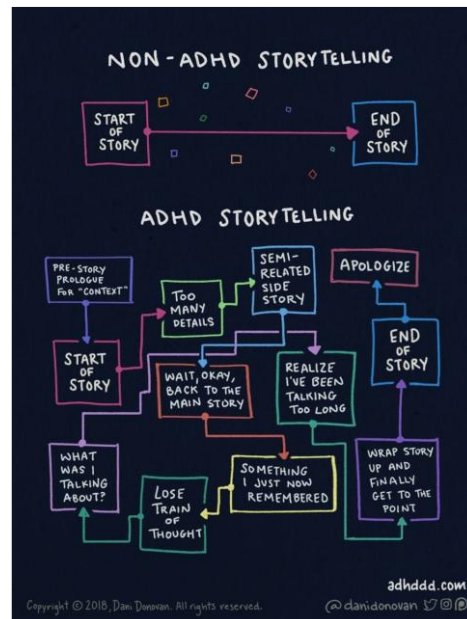 NON-ADHD STORYTELLING
START
OF
STORY
END
OF
STORY
ADHD STORYTELLING
PRE-STORY
PROLOGUE
FOR "CONTEXT"
START
OF
STORY
TOO
MANY
DETAILS
SEMI-
RELATED
SIDE
STORY
WAIT, OKAY,
BACK TO THE
MAIN STORY
SOMETHING
I JUST NOW
REMEMBERED
LOSE
TRAIN OF
THOUGHT
WHAT
WAS I
TALKING
ABOUT?
REALIZE
I'VE BEEN
TALKING
TOO LONG
WRAP STORY
UP AND
FINALLY
GET TO THE
POINT
END
OF
STORY
APOLOGIZE
adhddd.com
Copyright © 2018, Dani Donovan. All rights reserved.
@danidonovan